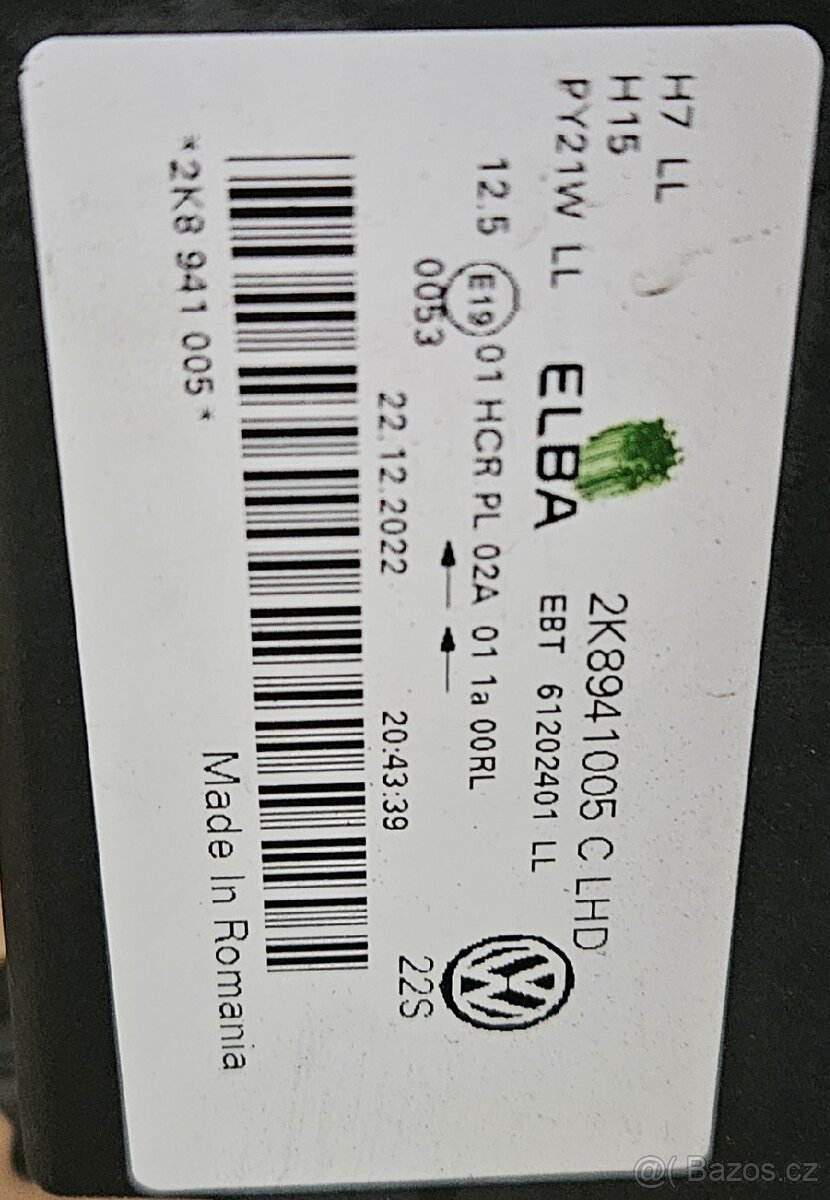 H7 LL
H15
PY21W LL
ELBA
2K8941005 C LHD
EBT 61202401 LL
12.5 E19 01 HCR PL 02A 01 1a 00RL
0053
22.12.2022 20:43:39 22S
*2K8 941 005*
Made In Romania
@( Bazos.cz